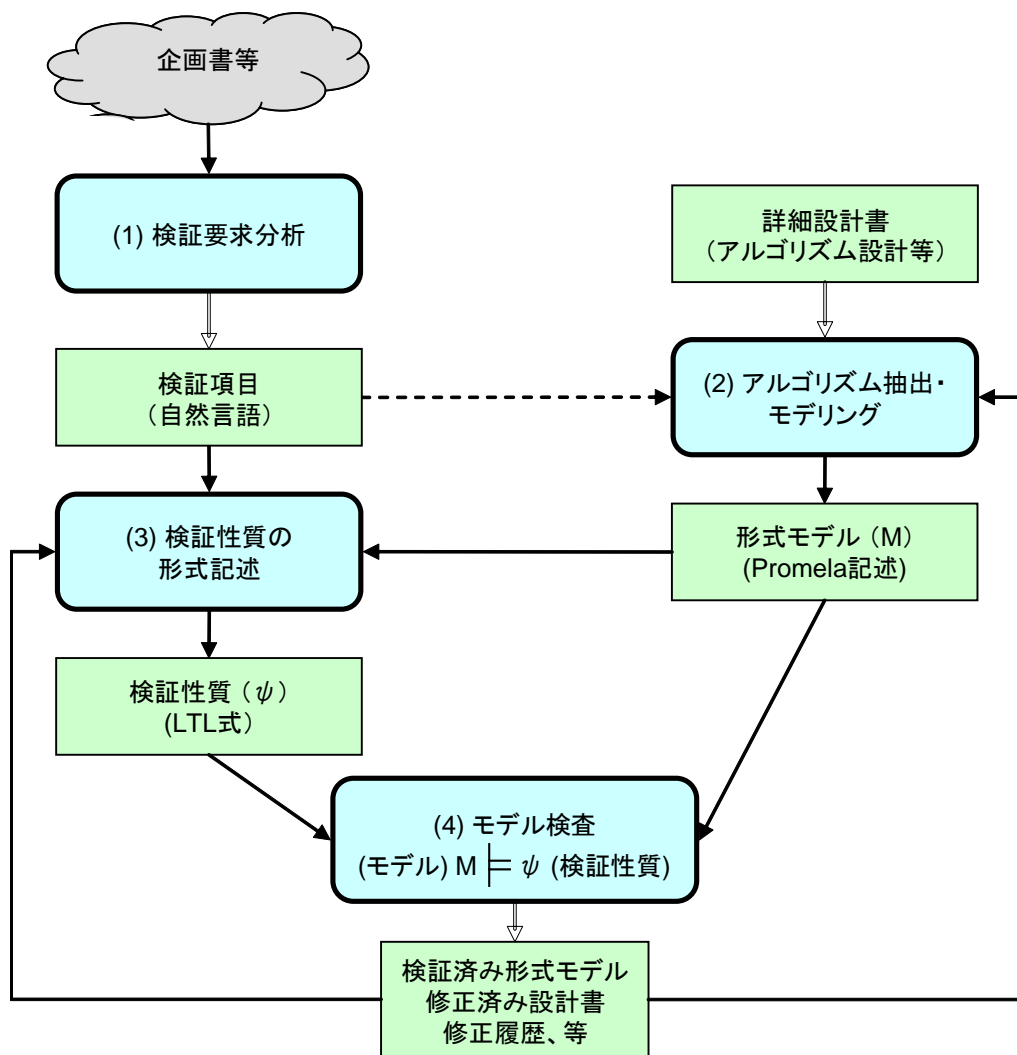 企画書等
(1) 検証要求分析
詳細設計書
（アルゴリズム設計等）
検証項目
（自然言語）
(2) アルゴリズム抽出・
モデリング
(3) 検証性質の
形式記述
形式モデル（M）
(Promela記述)
検証性質（ψ）
(LTL式）
(4) モデル検査
(モデル) M ⊨ ψ (検証性質)
検証済み形式モデル
修正済み設計書
修正履歴、等